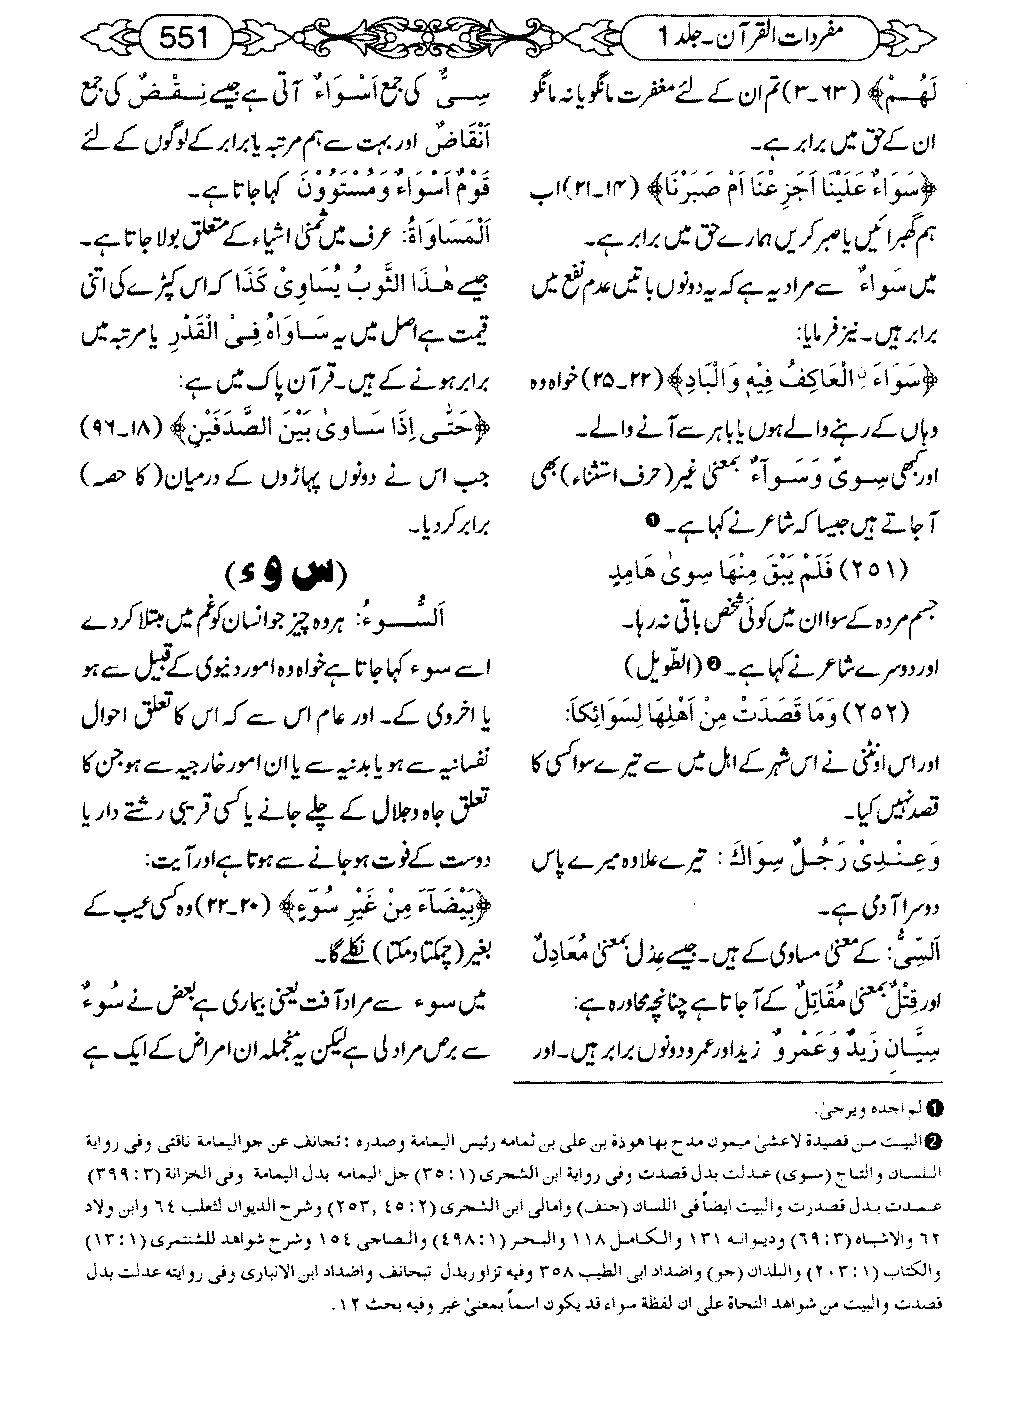 مفردات القرآن۔جلد 1
551
لَهُمْ﴾ (۶۳۔۳) تم ان کے لئے مغفرت مانگو یا نہ مانگو
ان کے حق میں برابر ہے۔
﴿سَوَاءٌ عَلَيْنَا اَجَزِعْنَا اَمْ صَبَرْنَا﴾ (۱۴۔۲۱) اب
ہم گھبرائیں یا صبر کریں ہمارے حق میں برابر ہے۔
میں سَوَاءٌ سے مراد یہ ہے کہ یہ دونوں باتیں عدم نفع میں
برابر ہیں۔ نیز فرمایا:
﴿سَوَاءَ ۨالْعَاكِفُ فِيْهِ وَالْبَادِ﴾ (۲۲۔۲۵) خواہ وہ
وہاں کے رہنے والے ہوں یا باہر سے آنے والے۔
اور کبھی سِوىً وَسَوَآءٌ بمعنی غیر (حرف استثناء) بھی
آ جاتے ہیں جیسا کہ شاعر نے کہا ہے۔ ❶
(۲۵۱) فَلَمْ يَبْقَ مِنْهَا سِوىٰ هَامِدٍ
جسم مردہ کے سوا ان میں کوئی شخص باقی نہ رہا۔
اور دوسرے شاعر نے کہا ہے۔ ❷ (الطّویل)
(۲۵۲) وَمَا قَصَدَتْ مِنْ اَهْلِهَا لِسَوَائِكَا:
اور اس اونٹنی نے اس شہر کے اہل میں سے تیرے سوا کسی کا
قصد نہیں کیا۔
وَعِنْدِيْ رَجُلٌ سِوَاكَ: تیرے علاوہ میرے پاس
دوسرا آدمی ہے۔
اَلسِّيُّ: کے معنی مساوی کے ہیں۔ جیسے عِدْل بمعنی مُعَادِلٌ
اور قِتْلٌ بمعنی مُقَاتِلٌ کے آ جاتا ہے چنانچہ محاورہ ہے:
سِيَّانِ زَيْدٌ وَعَمْرٌو زید اور عمرو دونوں برابر ہیں۔ اور
سِيٌّ کی جمع اَسْوَاءٌ آتی ہے جیسے نِقْضٌ کی جمع
اَنْقَاضٌ اور بہت سے ہم مرتبہ یا برابر کے لوگوں کے لئے
قَوْمٌ اَسْوَاءٌ وَمُسْتَوُوْنَ کہا جاتا ہے۔
اَلْمَسَاوَاةُ: عرف میں ثمنی اشیاء کے متعلق بولا جاتا ہے۔
جیسے هٰذَا الثَّوبُ يُسَاوِيْ كَذَا کہ اس کپڑے کی اتنی
قیمت ہے اصل میں یہ سَاوَاهُ فِيْ الْقَدْرِ یا مرتبہ میں
برابر ہونے کے ہیں۔ قرآن پاک میں ہے:
﴿حَتّٰى اِذَا سَاوىٰ بَيْنَ الصَّدَفَيْنِ﴾ (۱۸۔۹۶)
جب اس نے دونوں پہاڑوں کے درمیان (کا حصہ)
برابر کر دیا۔
(س و ء)
اَلسُّوءُ: ہر وہ چیز جو انسان کو غم میں مبتلا کر دے
اسے سوء کہا جاتا ہے خواہ وہ امور دنیوی کے قبیل سے ہو
یا اخروی کے۔ اور عام اس سے کہ اس کا تعلق احوال
نفسانیہ سے ہو یا بدنیہ سے یا ان امور خارجیہ سے ہو جن کا
تعلق جاہ وجلال کے چلے جانے یا کسی قریبی رشتے دار یا
دوست کے فوت ہو جانے سے ہوتا ہے اور آیت:
﴿بَيْضَآءَ مِنْ غَيْرِ سُوْٓءٍ﴾ (۲۰۔۲۲) وہ کسی عیب کے
بغیر (چمکتا دمکتا) نکلے گا۔
میں سوء سے مراد آفت یعنی بیماری ہے بعض نے سُوءٌ
سے برص مراد لی ہے لیکن یہ منجملہ ان امراض کے ایک ہے
❶ لم اجده ويرجى.
❷ البيت من قصيدة لاعشىٰ ميمون مدح بها هوذة بن علی بن ثمامه رئيس اليمامة وصدره : تجانف عن جو اليمامة ناقتی وفی رواية
اللسان والتاج (سوی) عدلت بدل قصدت وفی رواية ابن الشجری (۱:۳۵) جل اليمامه بدل اليمامة وفی الخزانة (۳:۳۹۹)
عمدت بدل قصدرت والبيت ايضاً فی اللسان (جنف) وامالی ابن الشجری (۲:۴۵ ,۲۵۳) وشرح الديوان لثعلب ۶۴ وابن ولاد
۶۲ والاشباه (۳:۶۹) وديوانه ۱۳۱ والكامل ۱۱۸ والبحر (۱:۴۹۸) والصاحی ۱۵۴ وشرح شواهد للشنتمری (۱:۱۳)
والكتاب (۱:۲۰۳) والبلدان (جو) واضداد ابی الطيب ۳۵۸ وفيه تزاور بدل تبحانف واضداد ابن الانباری وفی روايته عدلت بدل
قصدت والبيت من شواهد النحاة علی ان لفظة سواء قد يكون اسماً بمعنىٰ غير وفيه بحث ۱۲.